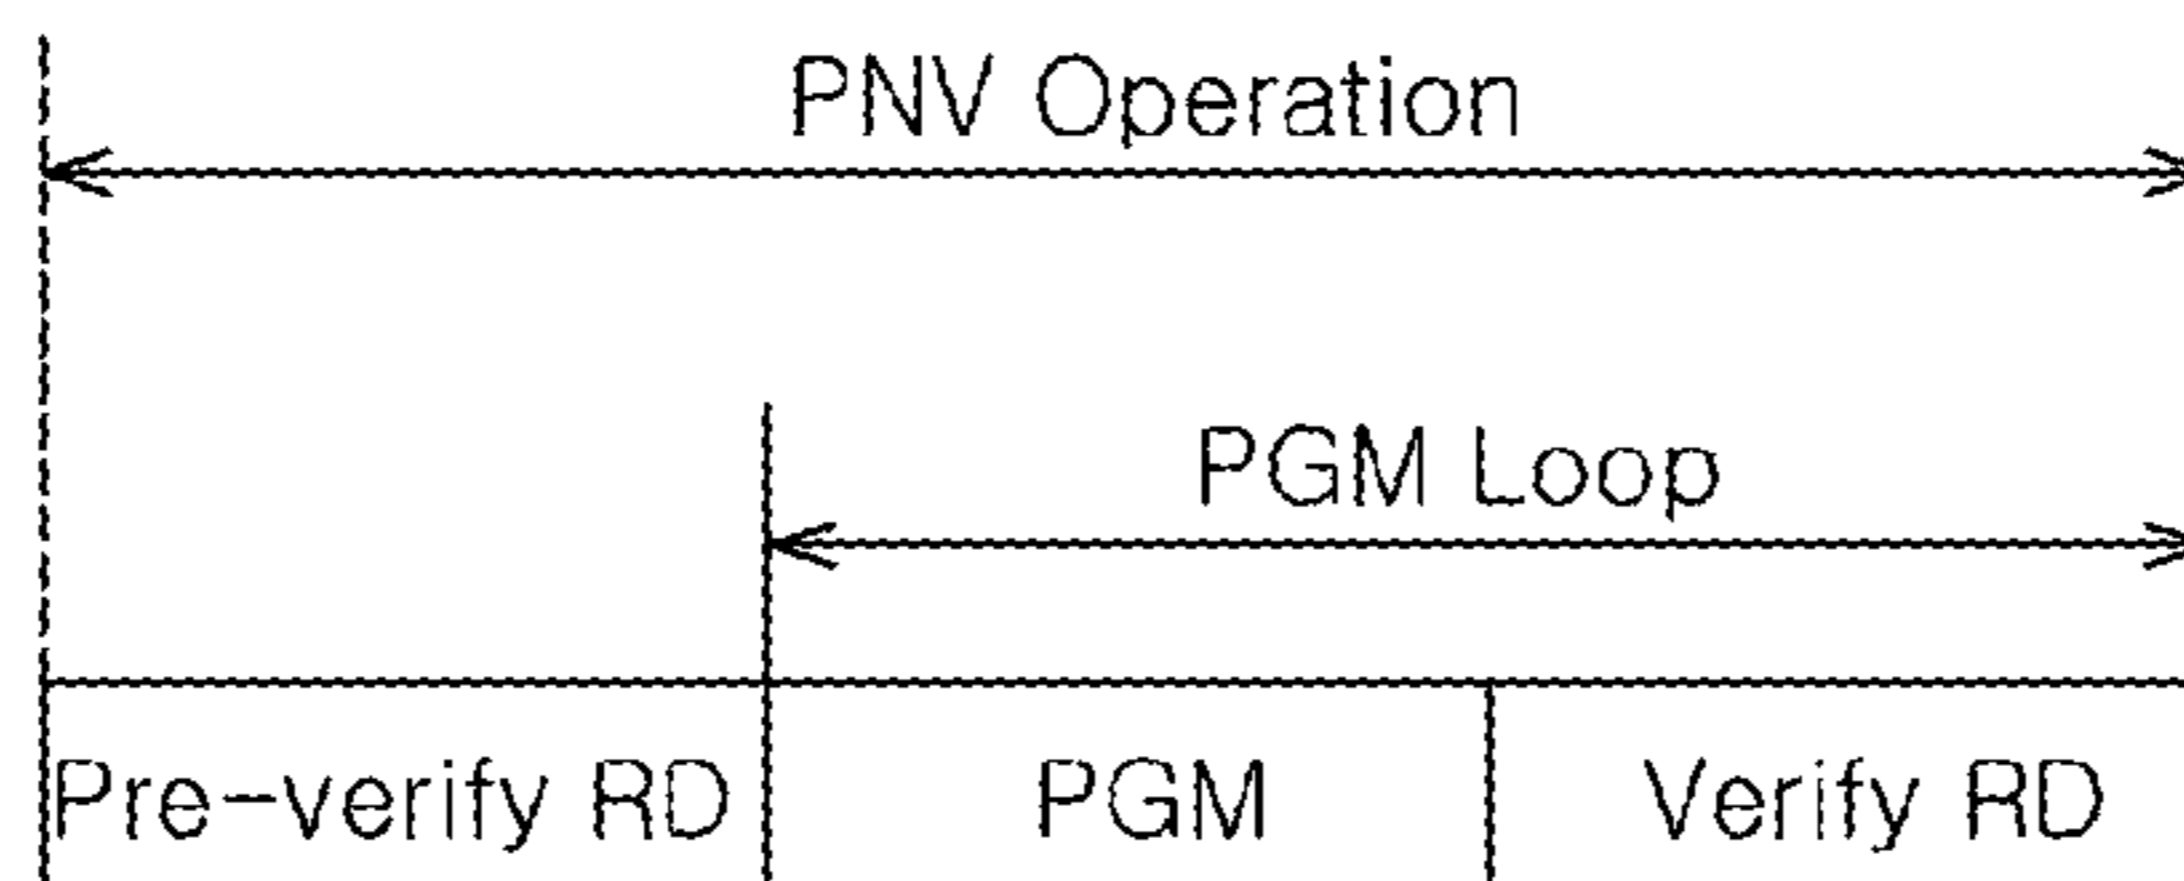 PNV Operation
PGM Loop
Pre-verify RD
PGM
Verify RD